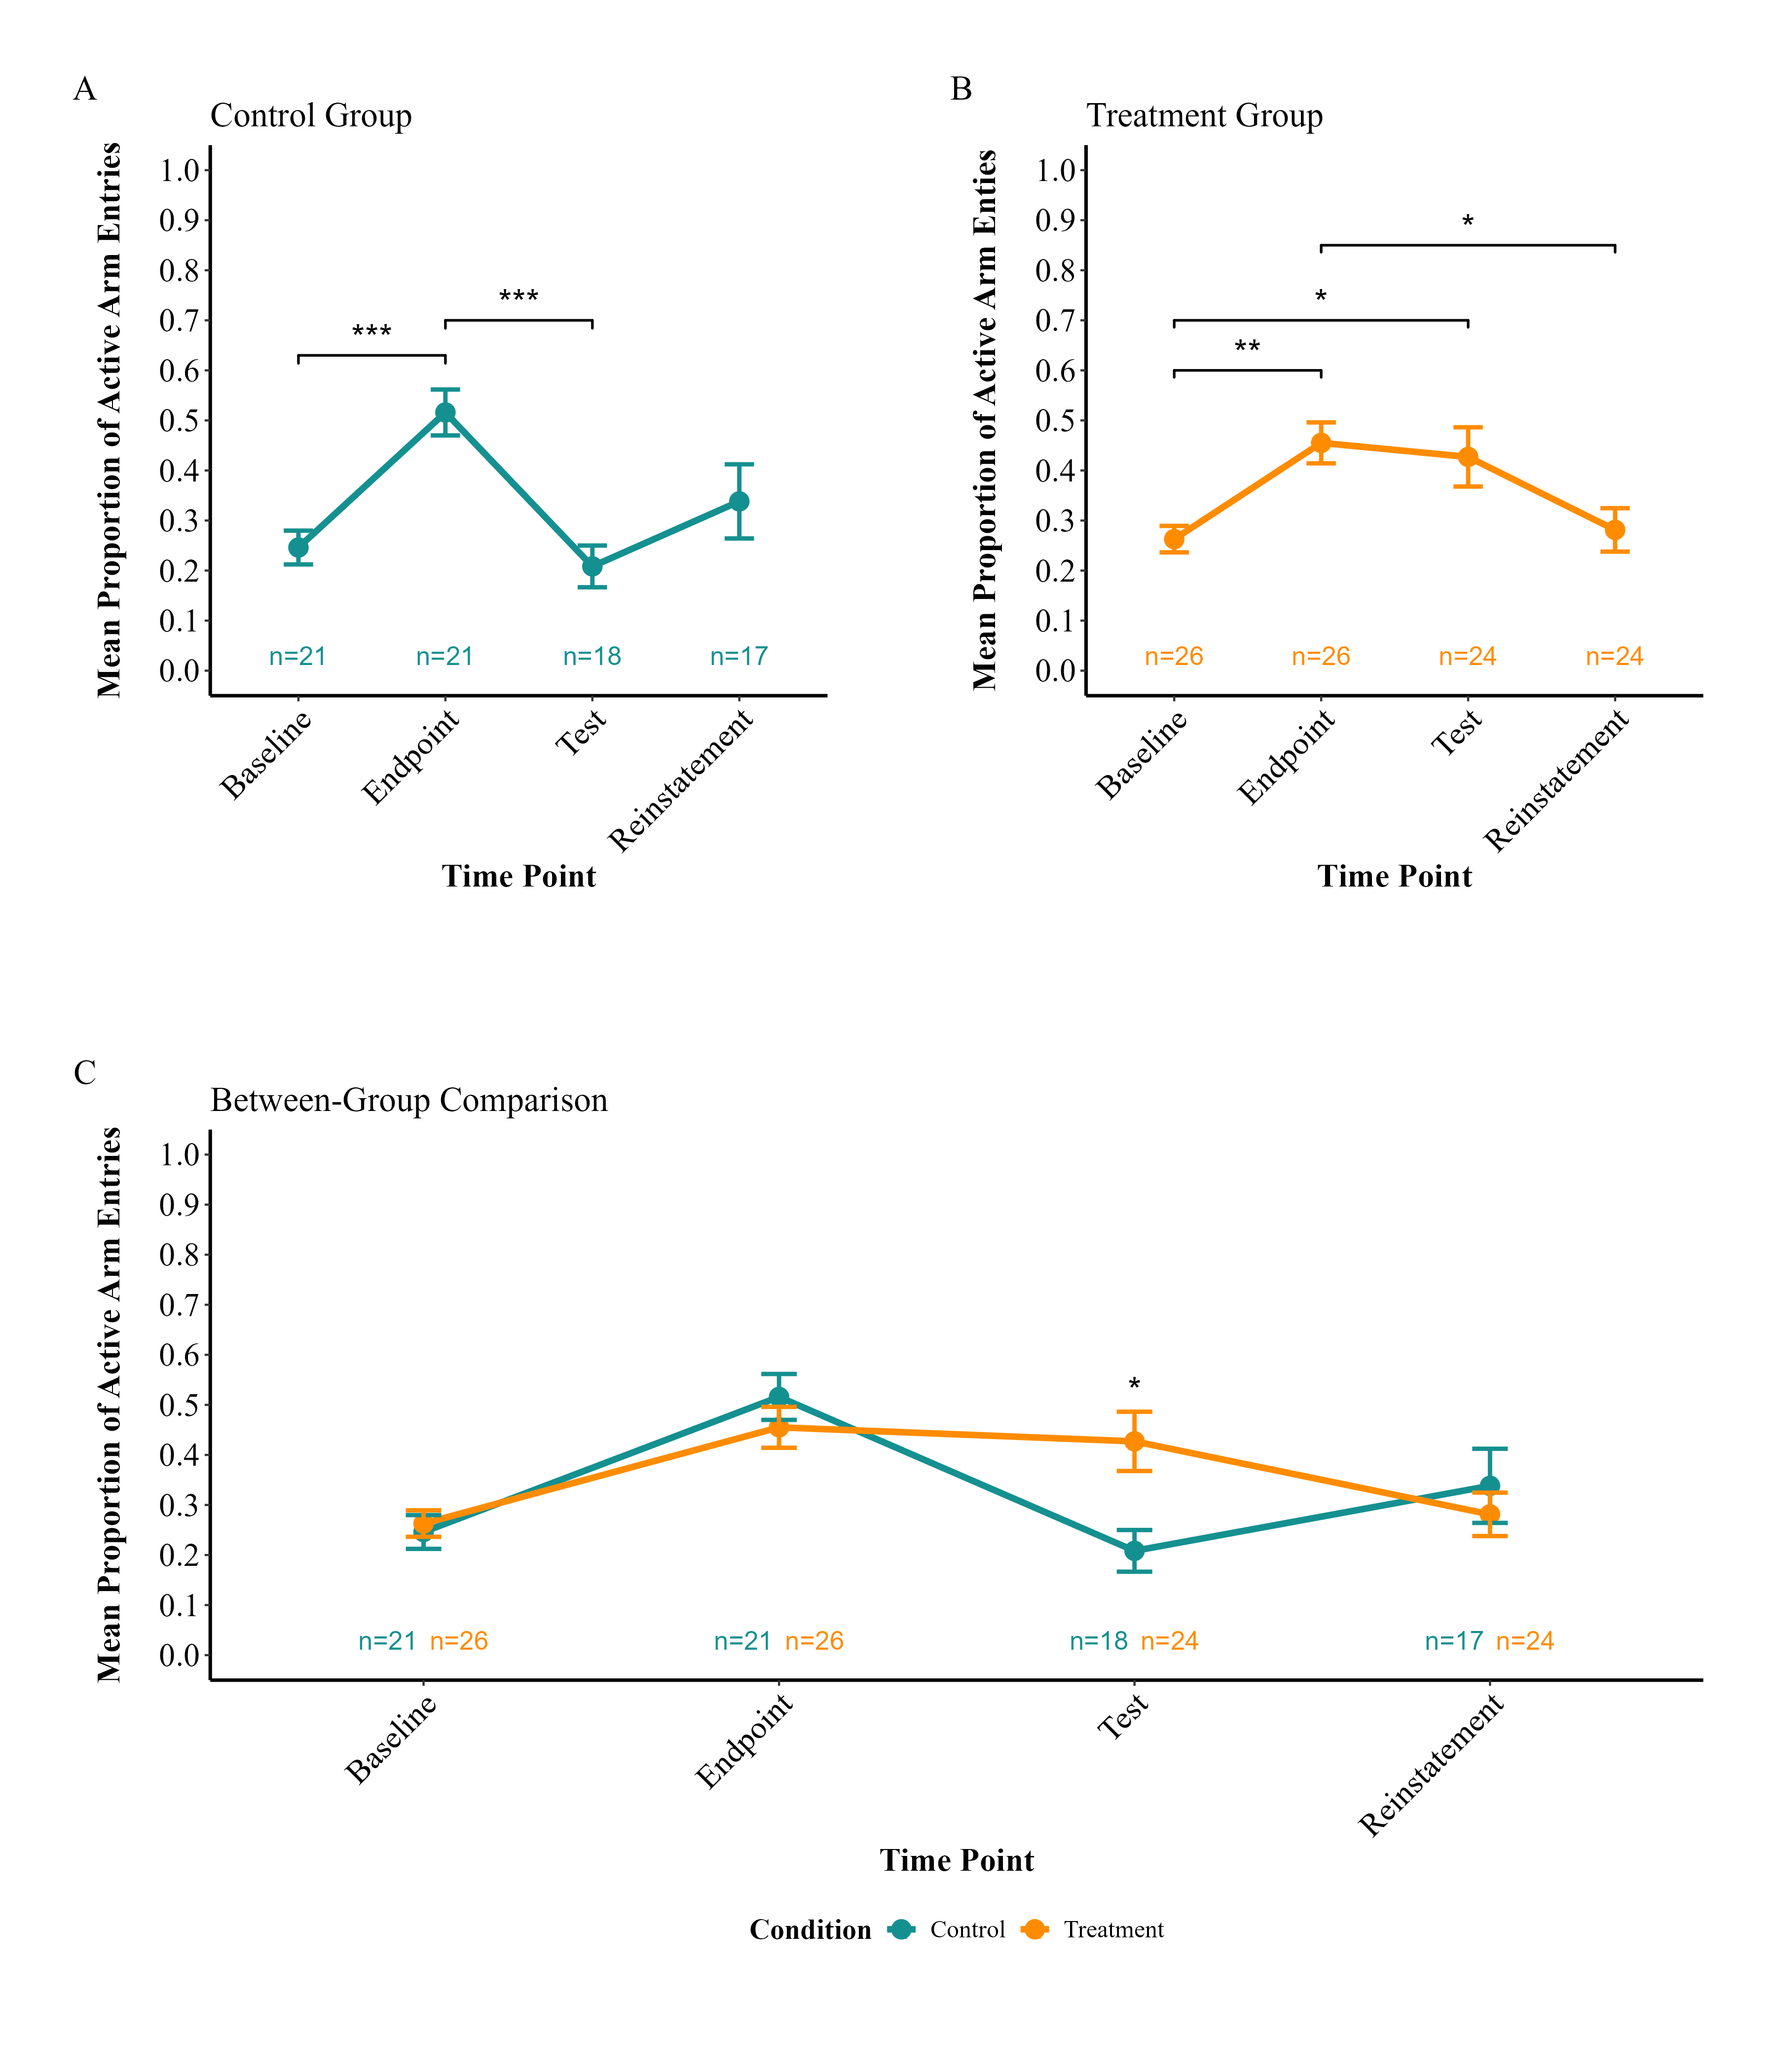 A
Control Group
Mean Proportion of Active Arm Entries
1.0
0.9
0.8
0.7
0.6
0.5
0.4
0.3
0.2
0.1
0.0
***
***
n=21
n=21
n=18
n=17
Baseline
Endpoint
Test
Reinstatement
Time Point
B
Treatment Group
Mean Proportion of Active Arm Enties
1.0
0.9
0.8
0.7
0.6
0.5
0.4
0.3
0.2
0.1
0.0
*
*
**
n=26
n=26
n=24
n=24
Baseline
Endpoint
Test
Reinstatement
Time Point
C
Between-Group Comparison
Mean Proportion of Active Arm Entries
1.0
0.9
0.8
0.7
0.6
0.5
0.4
0.3
0.2
0.1
0.0
*
n=21 n=26
n=21 n=26
n=18 n=24
n=17 n=24
Baseline
Endpoint
Test
Reinstatement
Time Point
Condition Control Treatment